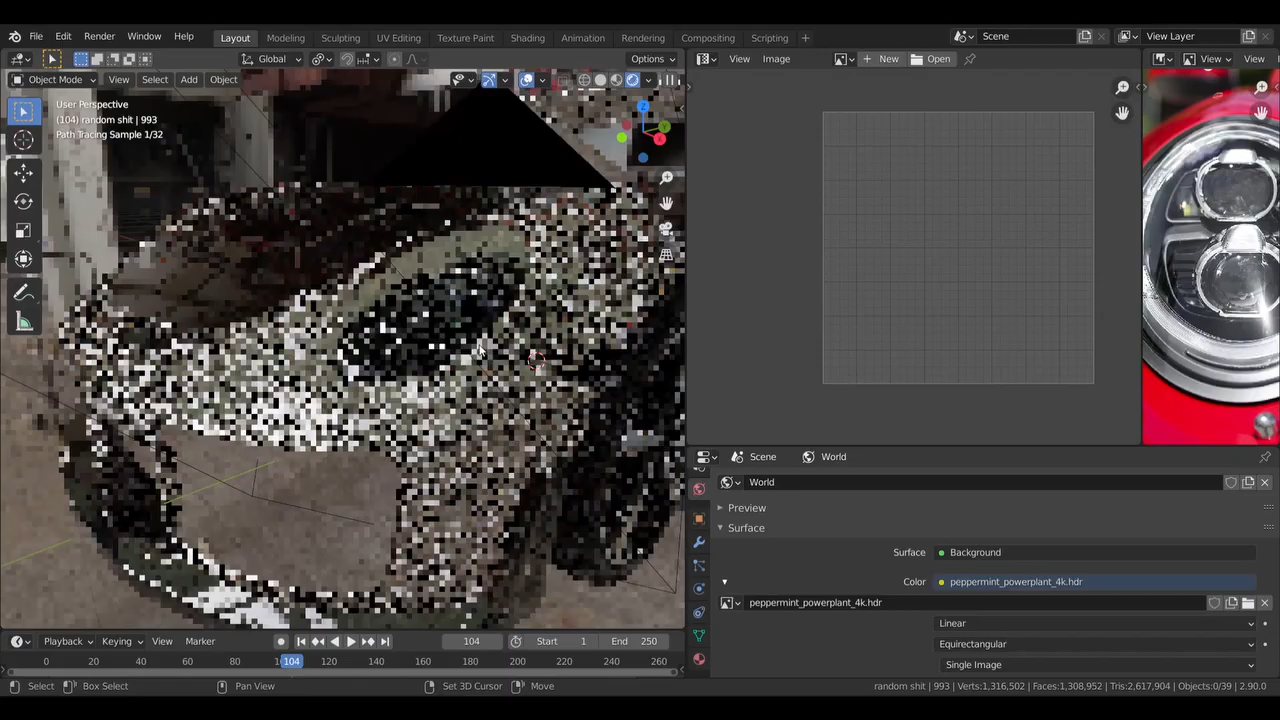 File Edit Render Window Help Layout Modeling Sculpting UV Editing Texture Paint Shading Animation Rendering Compositing Scripting + Scene View Layer
Global Options View Image New Open View View
Object Mode View Select Add Object
User Perspective
(104) random shit | 993
Path Tracing Sample 1/32
Z
Y
X
Scene World
World
Preview
Surface
Surface Background
Color peppermint_powerplant_4k.hdr
peppermint_powerplant_4k.hdr
Linear
Equirectangular
Single Image
Playback Keying View Marker 104 Start 1 End 250
0 20 40 60 80 104 120 140 160 180 200 220 240 260
Select Box Select Pan View Set 3D Cursor Move random shit | 993 | Verts:1,316,502 | Faces:1,308,952 | Tris:2,617,904 | Objects:0/39 | 2.90.0